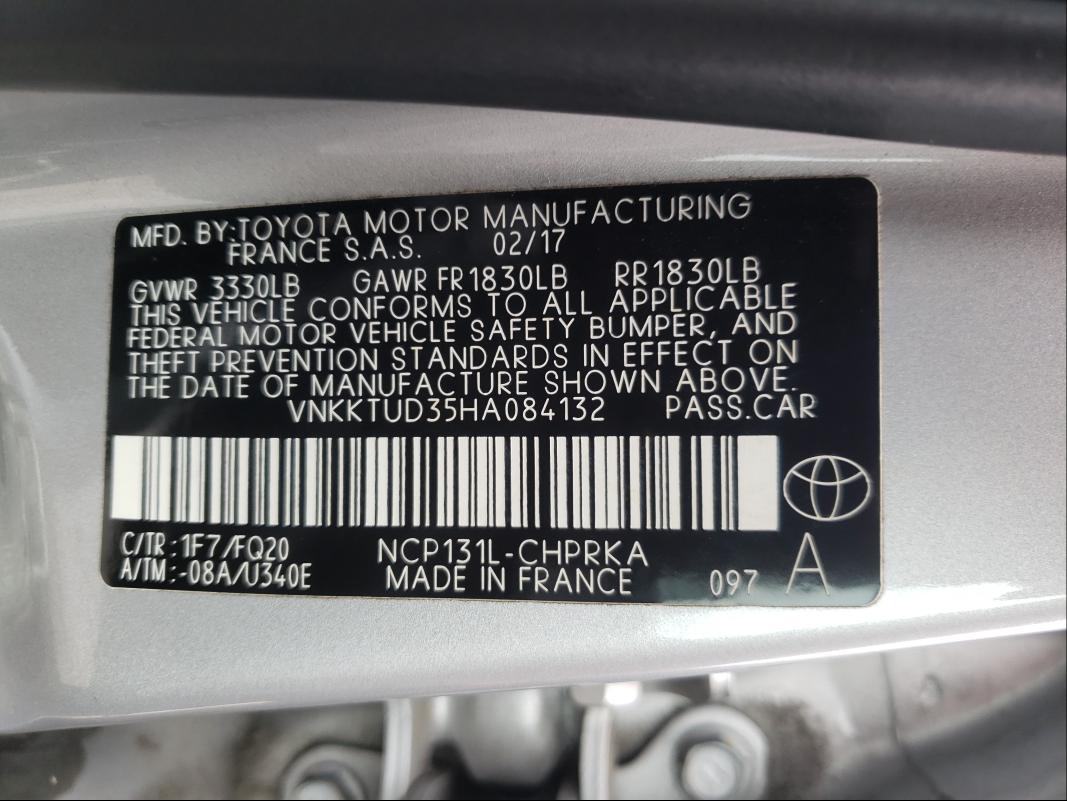 MFD. BY:TOYOTA MOTOR MANUFACTURING
FRANCE S.A.S. 02/17
GVWR 3330LB GAWR FR1830LB RR1830LB
THIS VEHICLE CONFORMS TO ALL APPLICABLE
FEDERAL MOTOR VEHICLE SAFETY BUMPER, AND
THEFT PREVENTION STANDARDS IN EFFECT ON
THE DATE OF MANUFACTURE SHOWN ABOVE.
VNKKTUD35HA084132 PASS.CAR
C/TR: 1F7/FQ20 NCP131L-CHPRKA
A/TM:-08A/U340E MADE IN FRANCE 097 A